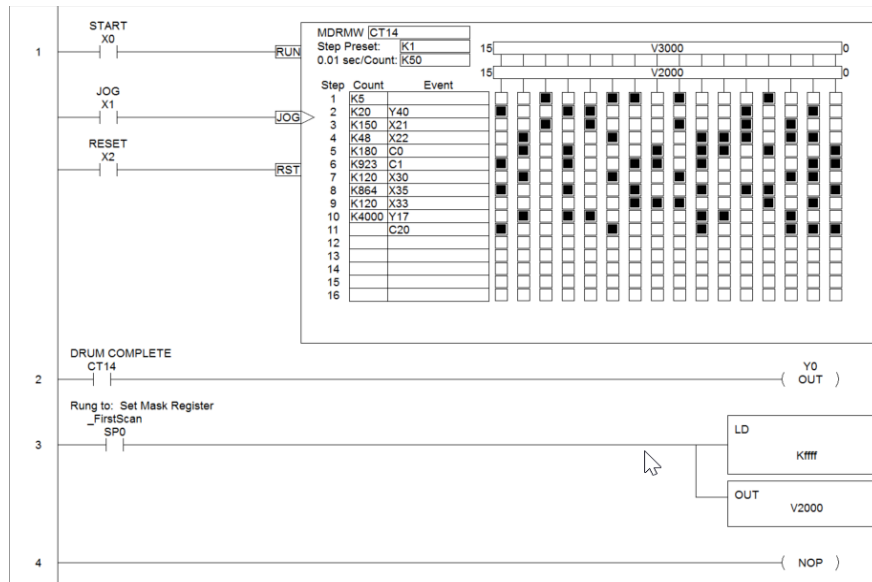 START
X0
1
RUN
JOG
X1
JOG
RESET
X2
RST
MDRMW CT14
Step Preset: K1
0.01 sec/Count: K50
15 V3000 0
15 V2000 0
Step Count Event
1 K5
2 K20 Y40
3 K150 X21
4 K48 X22
5 K180 C0
6 K923 C1
7 K120 X30
8 K864 X35
9 K120 X33
10 K4000 Y17
11 C20
12
13
14
15
16
DRUM COMPLETE
CT14
2
Y0
( OUT )
Rung to: Set Mask Register
_FirstScan
SP0
3
LD
Kffff
OUT
V2000
4
( NOP )